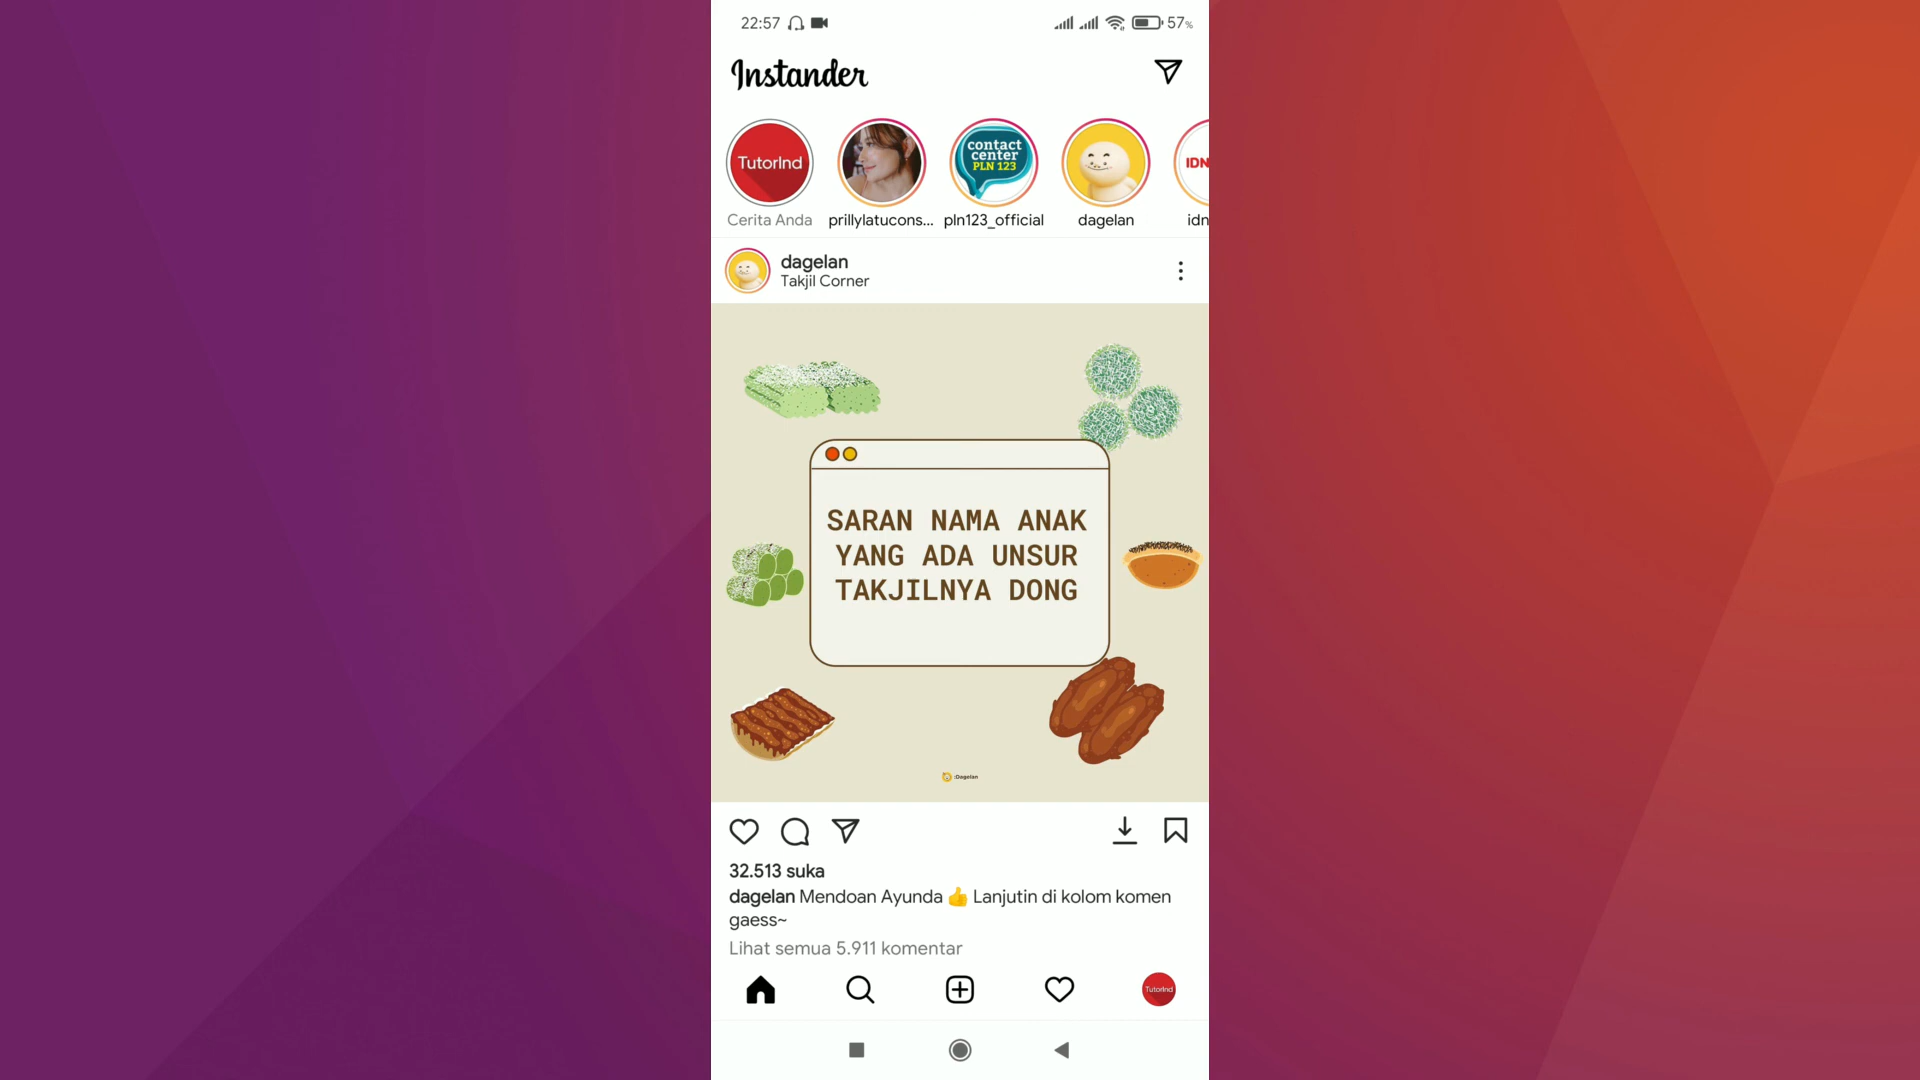 22:57
57%
Instander
TutorInd
contact
center
PLN 123
IDN
Cerita Anda
prillylatucons...
pln123_official
dagelan
idn
dagelan
Takjil Corner
SARAN NAMA ANAK
YANG ADA UNSUR
TAKJILNYA DONG
:Dagelan
32.513 suka
dagelan Mendoan Ayunda 👍 Lanjutin di kolom komen
gaess~
Lihat semua 5.911 komentar
TutorInd